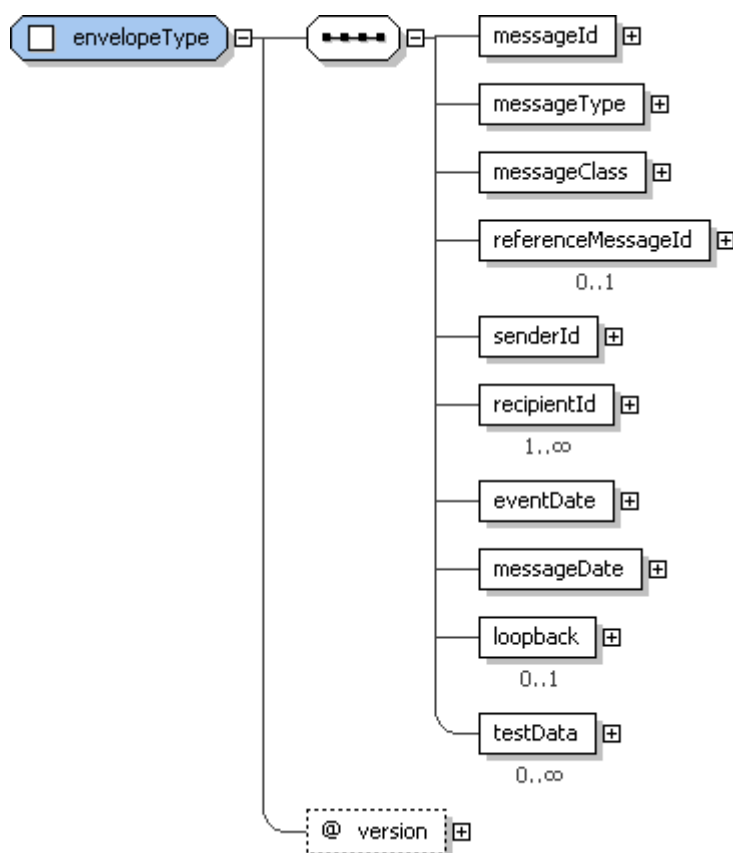 envelopeType
messageId
messageType
messageClass
referenceMessageId
0..1
senderId
recipientId
1..∞
eventDate
messageDate
loopback
0..1
testData
0..∞
@ version